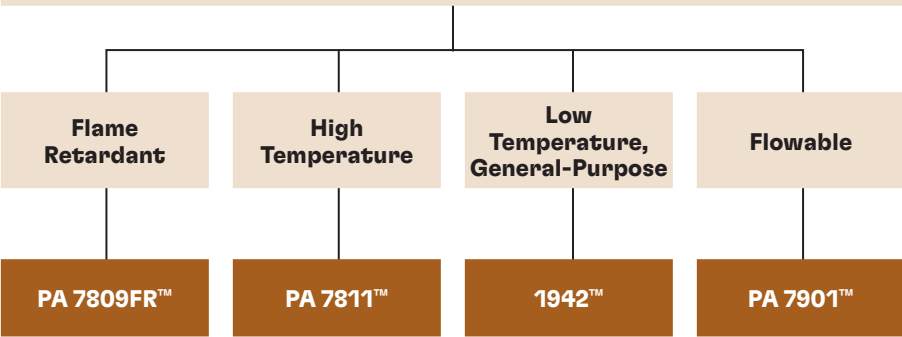 Flame
Retardant
High
Temperature
Low
Temperature,
General-Purpose
Flowable
PA 7809FR™
PA 7811™
1942™
PA 7901™